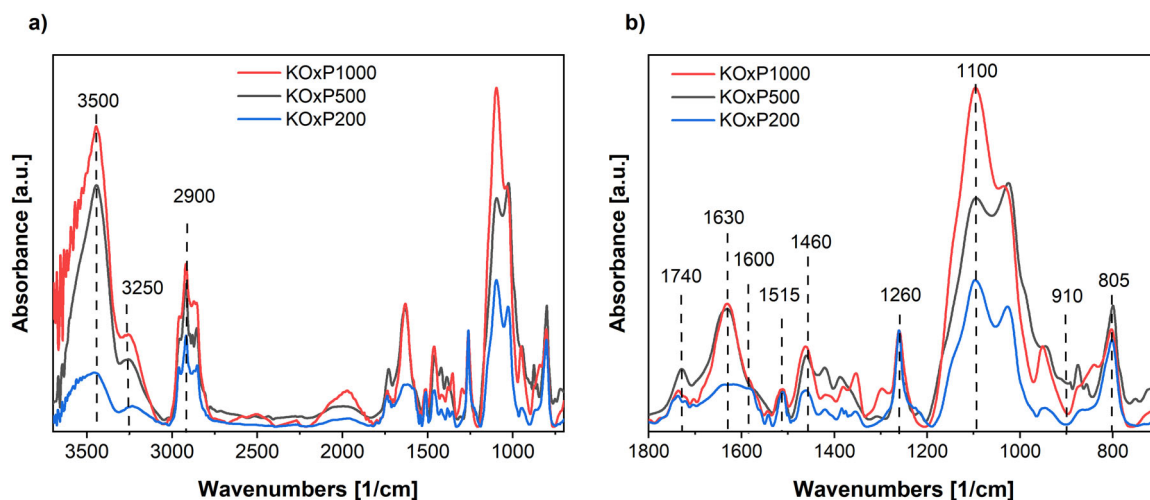 a)
KOxP1000
KOxP500
KOxP200
3500
3250
2900
Absorbance [a.u.]
3500 3000 2500 2000 1500 1000
Wavenumbers [1/cm]
b)
KOxP1000
KOxP500
KOxP200
1100
1740
1630
1600
1515
1460
1260
910
805
Absorbance [a.u.]
1800 1600 1400 1200 1000 800
Wavenumbers [1/cm]